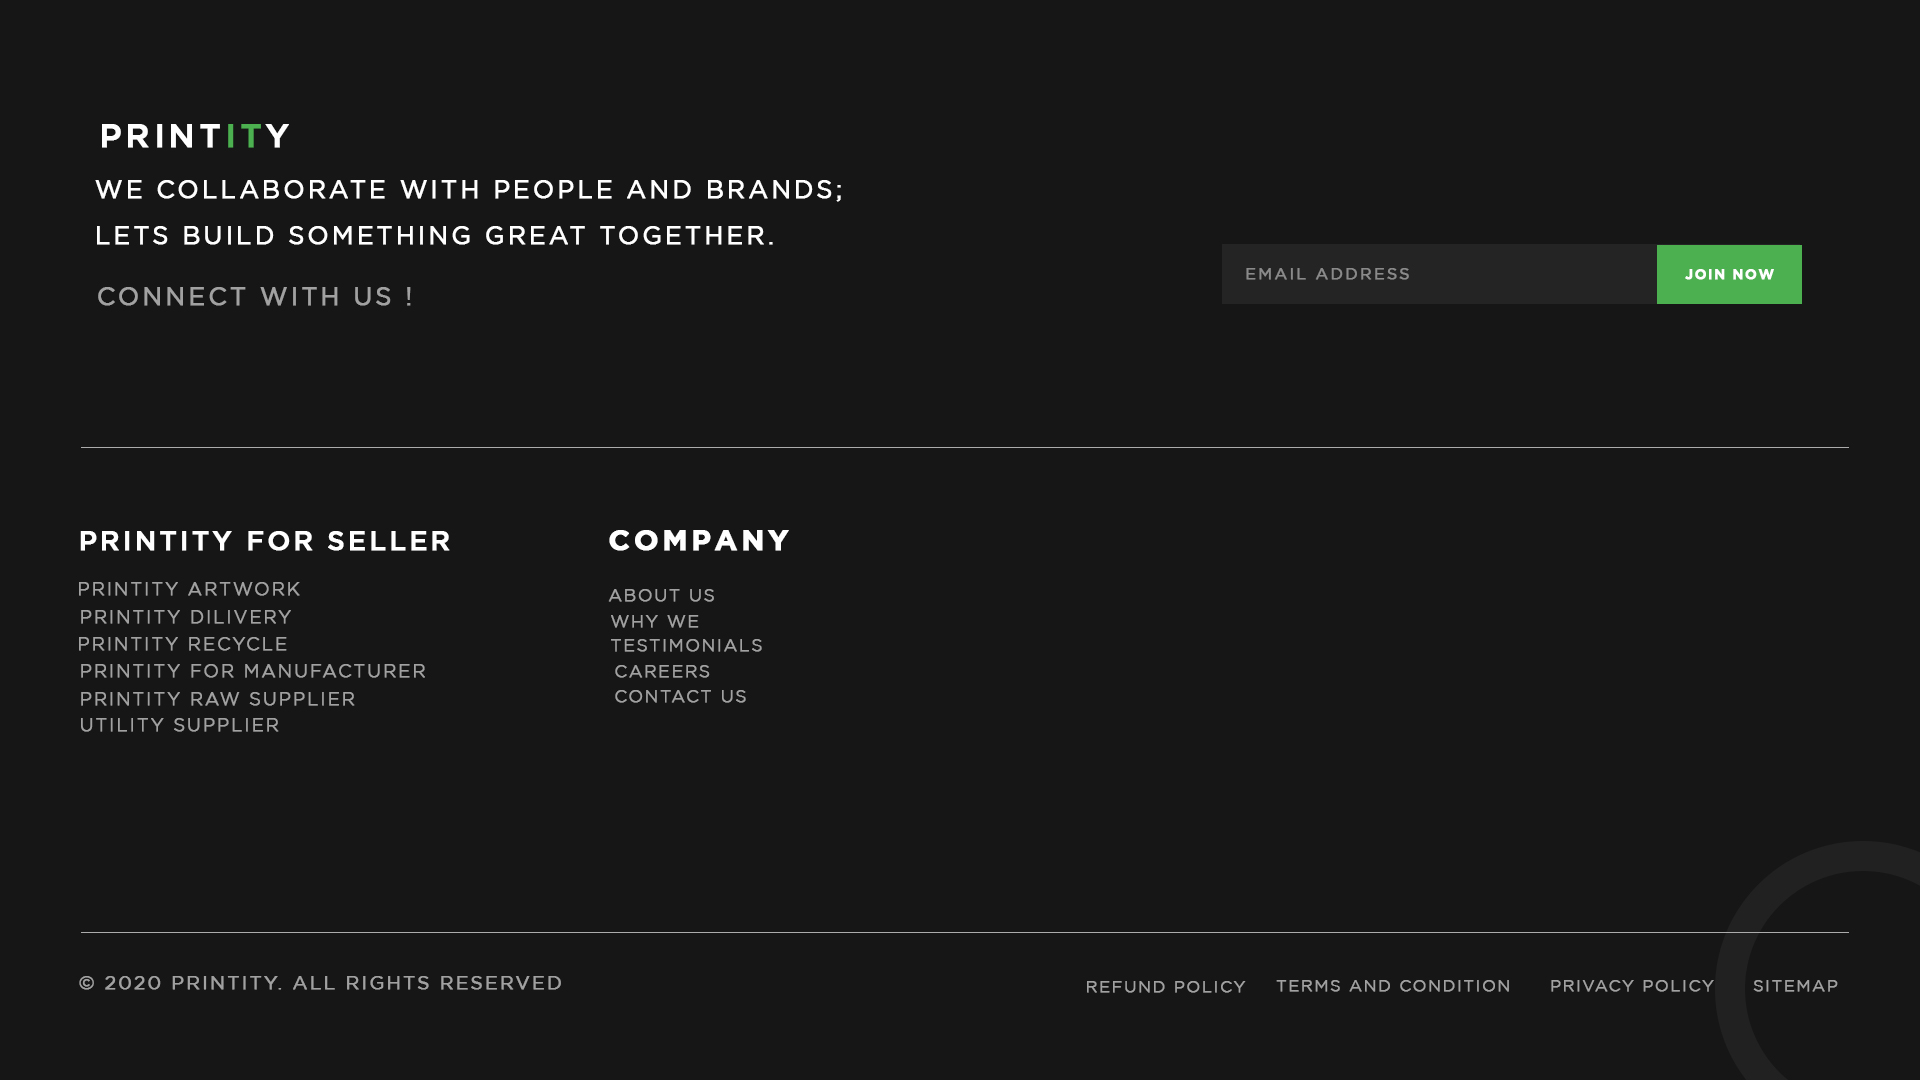 PRINTITY
WE COLLABORATE WITH PEOPLE AND BRANDS;
LETS BUILD SOMETHING GREAT TOGETHER.
CONNECT WITH US !
EMAIL ADDRESS
JOIN NOW
PRINTITY FOR SELLER
PRINTITY ARTWORK
PRINTITY DILIVERY
PRINTITY RECYCLE
PRINTITY FOR MANUFACTURER
PRINTITY RAW SUPPLIER
UTILITY SUPPLIER
COMPANY
ABOUT US
WHY WE
TESTIMONIALS
CAREERS
CONTACT US
© 2020 PRINTITY. ALL RIGHTS RESERVED
REFUND POLICY TERMS AND CONDITION PRIVACY POLICY SITEMAP